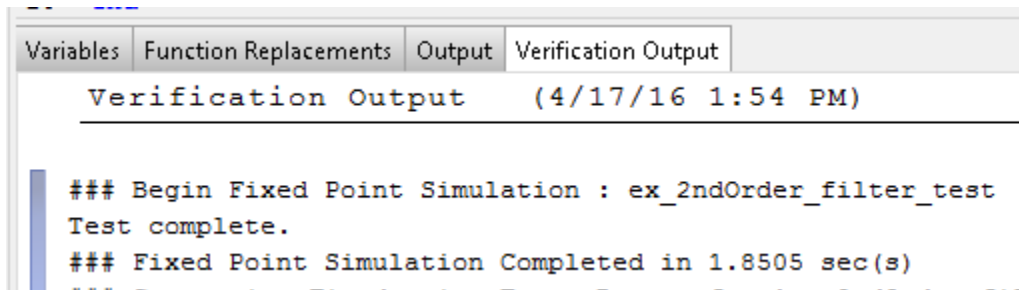 Variables Function Replacements Output Verification Output
Verification Output (4/17/16 1:54 PM)
### Begin Fixed Point Simulation : ex_2ndOrder_filter_test
Test complete.
### Fixed Point Simulation Completed in 1.8505 sec(s)